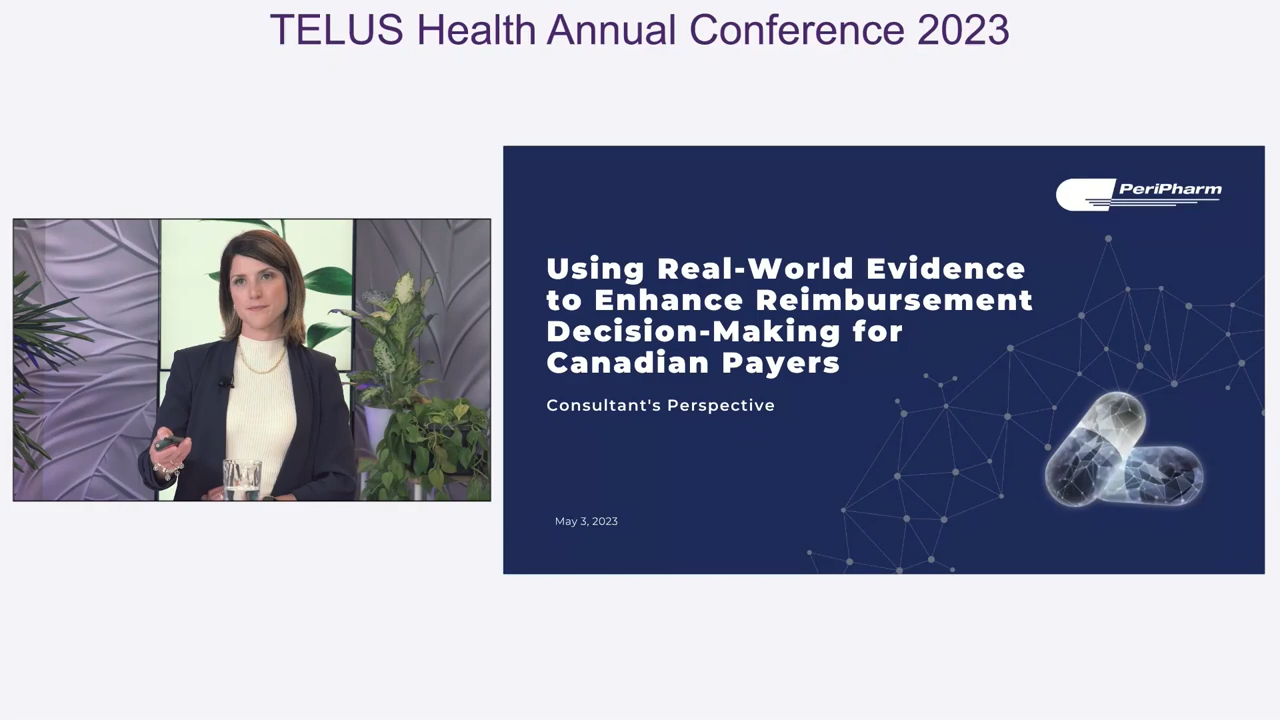 TELUS Health Annual Conference 2023
PeriPharm
Using Real-World Evidence
to Enhance Reimbursement
Decision-Making for
Canadian Payers
Consultant's Perspective
May 3, 2023